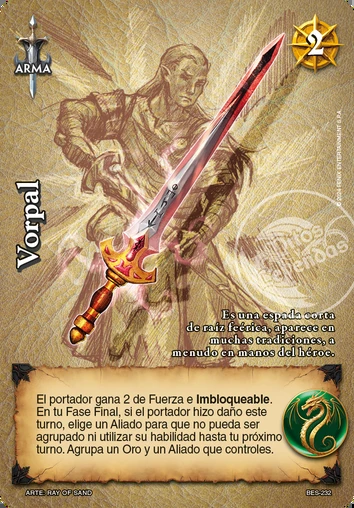 ARMA
2
Vorpal
© 2024 FENIX ENTERTAINMENT S.P.A.
Es una espada corta
de raíz feérica, aparece en
muchas tradiciones, a
menudo en manos del héroe.
El portador gana 2 de Fuerza e Imbloqueable.
En tu Fase Final, si el portador hizo daño este
turno, elige un Aliado para que no pueda ser
agrupado ni utilizar su habilidad hasta tu próximo
turno. Agrupa un Oro y un Aliado que controles.
ARTE: RAY OF SAND
BES-232